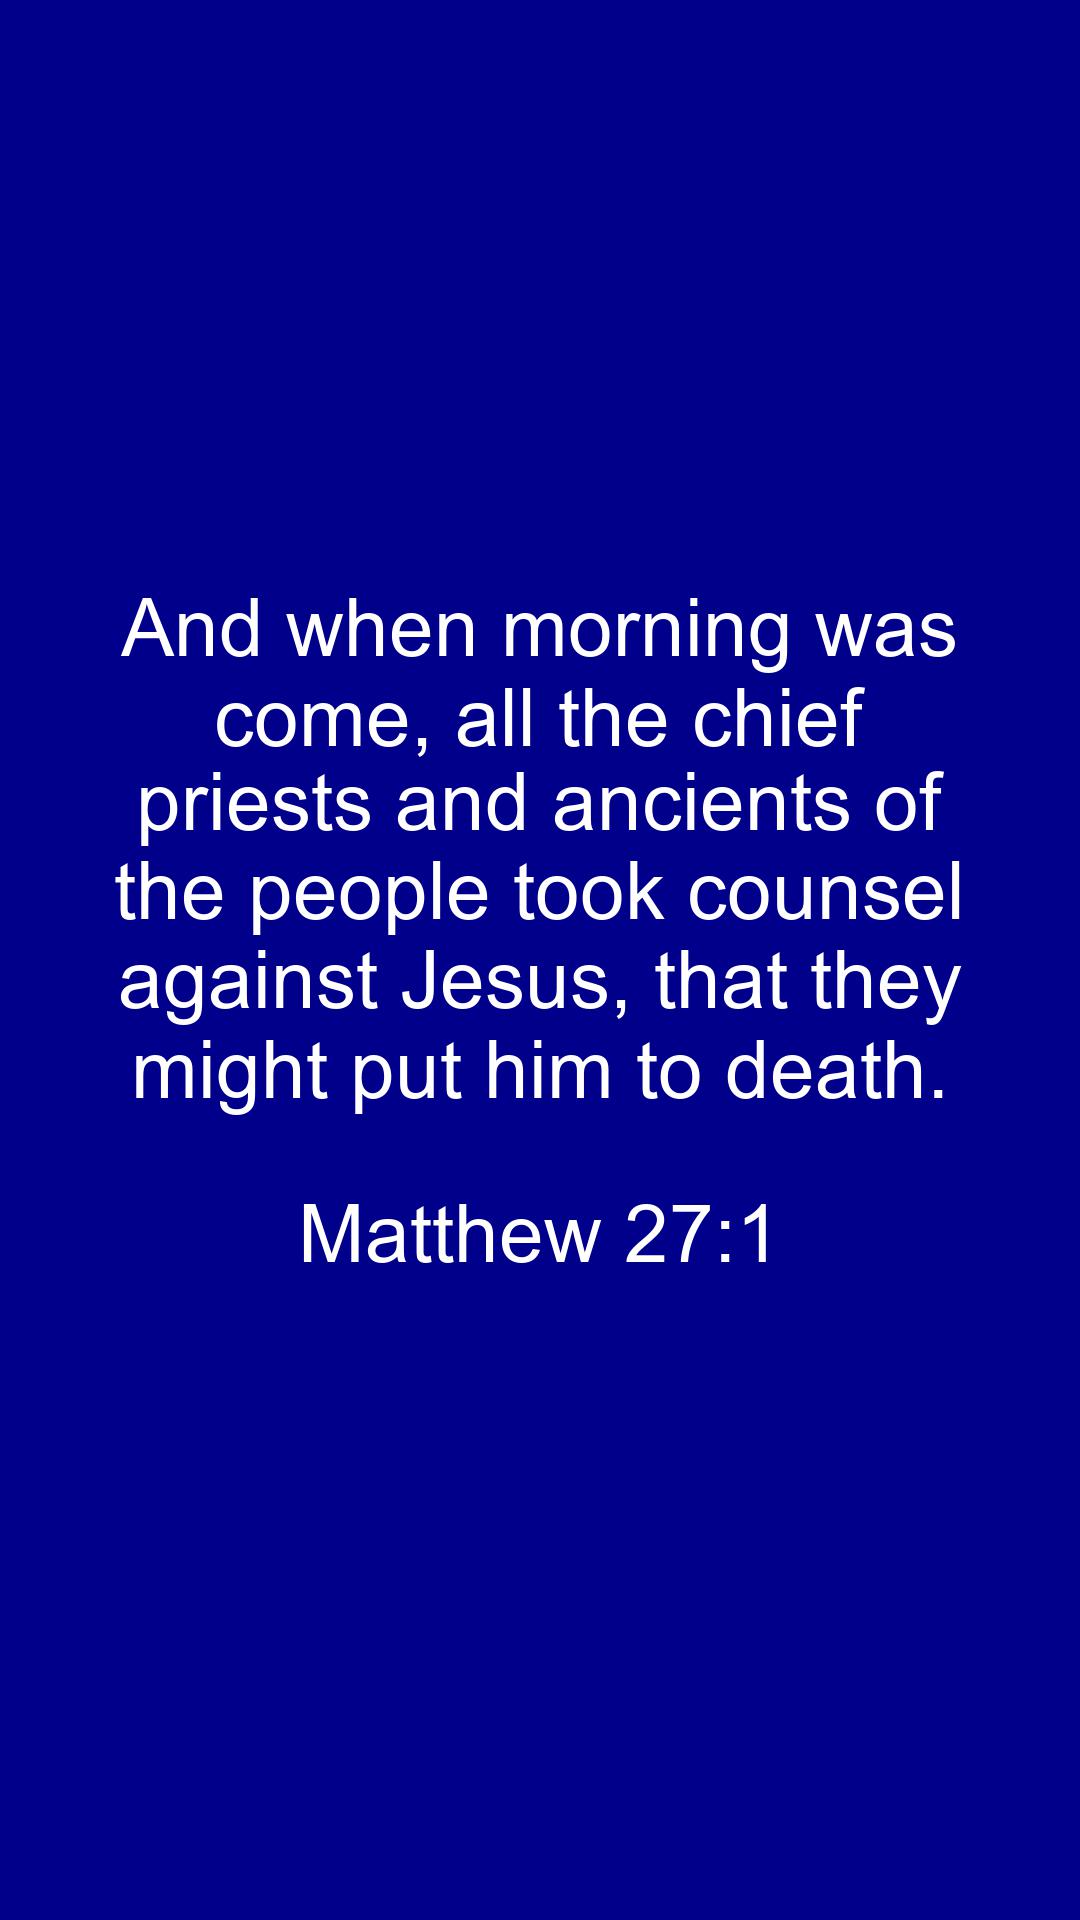 And when morning was
come, all the chief
priests and ancients of
the people took counsel
against Jesus, that they
might put him to death.
Matthew 27:1